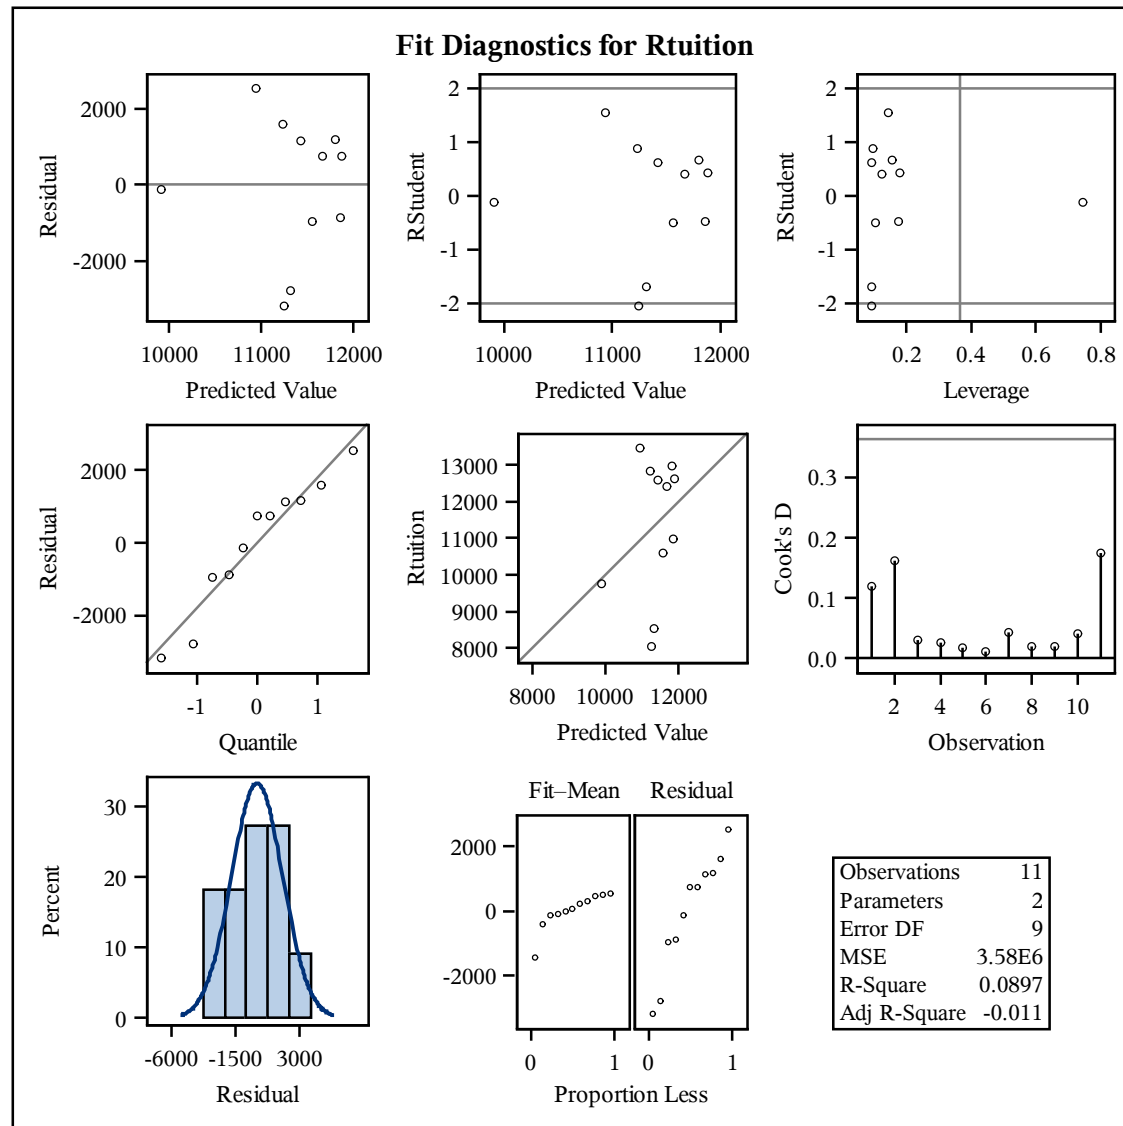 Fit Diagnostics for Rtuition
2000
0
-2000
Residual
10000 11000 12000
Predicted Value
2
1
0
-1
-2
RStudent
10000 11000 12000
Predicted Value
2
1
0
-1
-2
RStudent
0.2 0.4 0.6 0.8
Leverage
2000
0
-2000
Residual
-1 0 1
Quantile
13000
12000
11000
10000
9000
8000
Rtuition
8000 10000 12000
Predicted Value
0.3
0.2
0.1
0.0
Cook's D
2 4 6 8 10
Observation
30
20
10
0
Percent
-6000 -1500 3000
Residual
Fit–Mean Residual
2000
0
-2000
0 1 0 1
Proportion Less
Observations 11
Parameters 2
Error DF 9
MSE 3.58E6
R-Square 0.0897
Adj R-Square -0.011